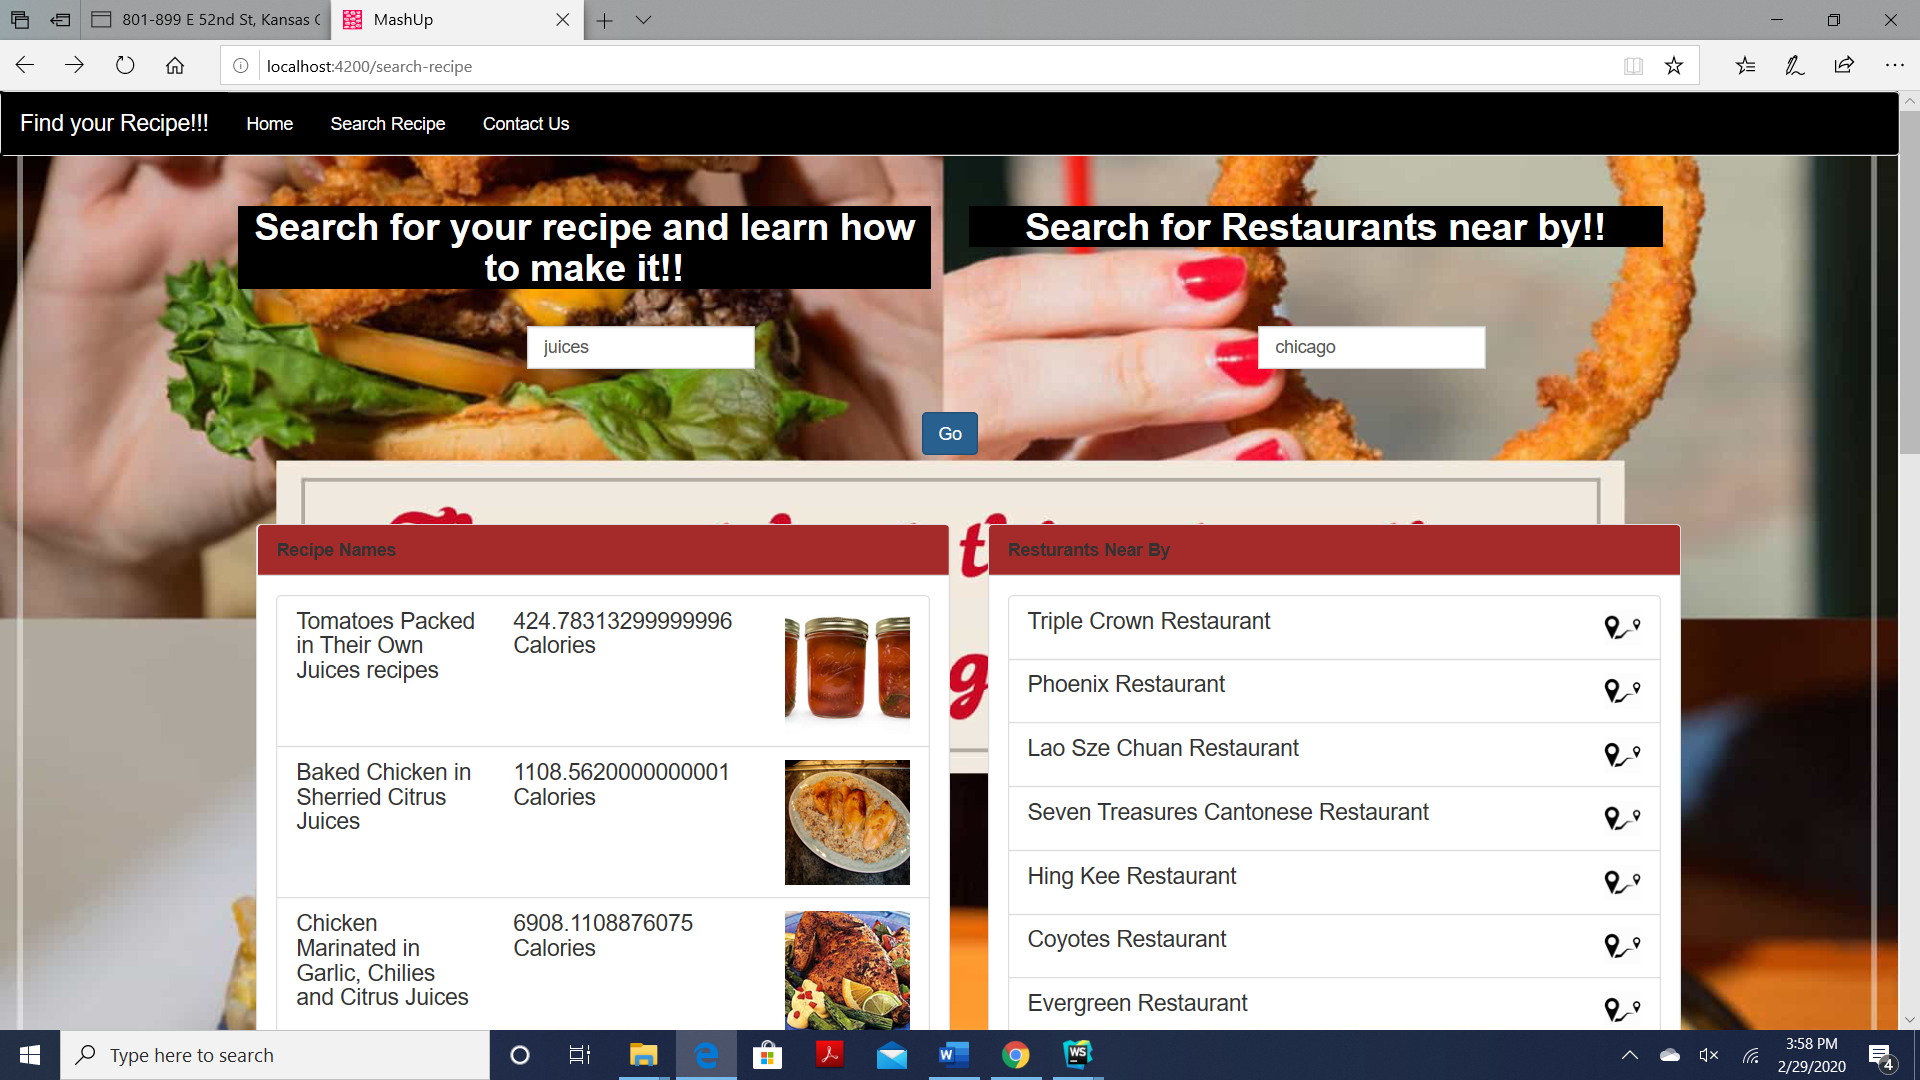 801-899 E 52nd St, Kansas C
MashUp
localhost:4200/search-recipe
Find your Recipe!!!
Home
Search Recipe
Contact Us
Search for your recipe and learn how
to make it!!
Search for Restaurants near by!!
juices
chicago
Go
Recipe Names
Resturants Near By
Tomatoes Packed
in Their Own
Juices recipes
424.78313299999996
Calories
Baked Chicken in
Sherried Citrus
Juices
1108.5620000000001
Calories
Chicken
Marinated in
Garlic, Chilies
and Citrus Juices
6908.1108876075
Calories
Triple Crown Restaurant
Phoenix Restaurant
Lao Sze Chuan Restaurant
Seven Treasures Cantonese Restaurant
Hing Kee Restaurant
Coyotes Restaurant
Evergreen Restaurant
Type here to search
WS
3:58 PM
2/29/2020
4